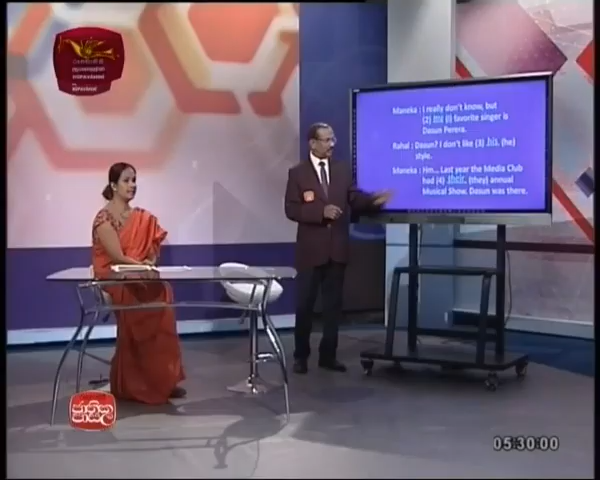 Maneka : I really don't know, but
(2) my (I) favorite singer is
Dasun Perera.
Rahal : Dasun? I don't like (3) his (he)
style.
Maneka : Hm... Last year the Media Club
had (4) their (they) annual
Musical Show. Dasun was there.
ජාතික
රූපවාහිනී
05:30:00